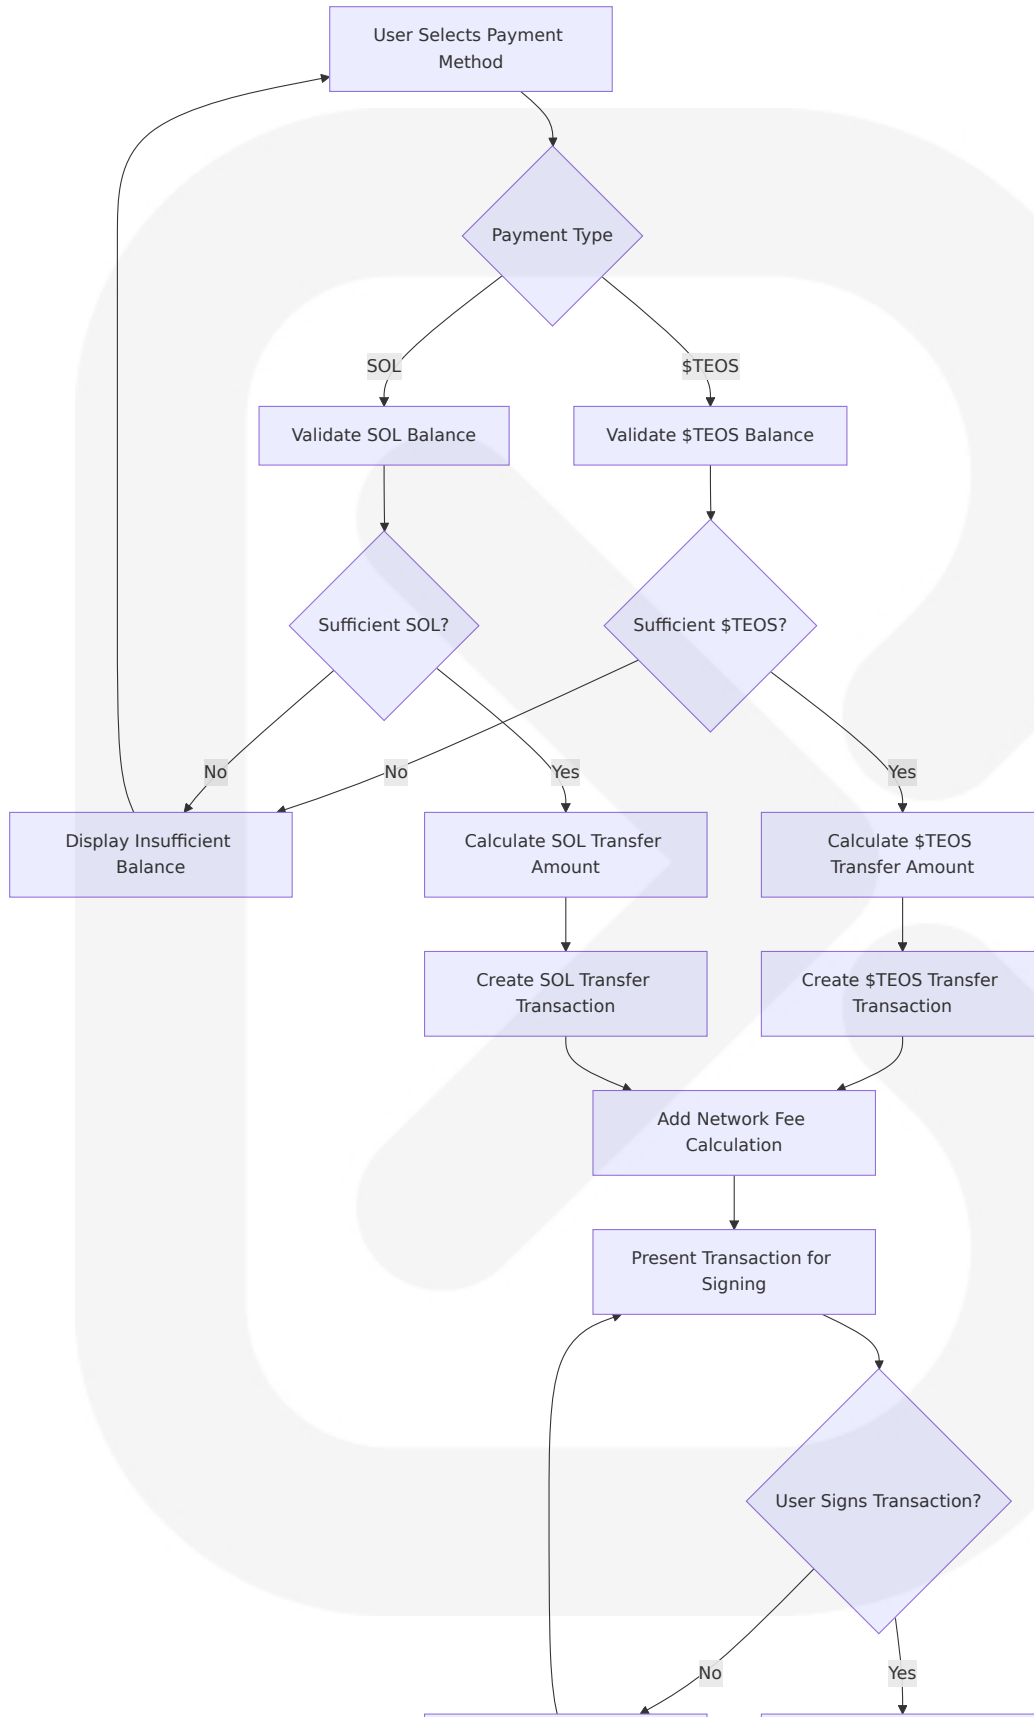 User Selects Payment
Method
Payment Type
SOL
$TEOS
Validate SOL Balance
Validate $TEOS Balance
Sufficient SOL?
Sufficient $TEOS?
No
No
Yes
Yes
Display Insufficient
Balance
Calculate SOL Transfer
Amount
Calculate $TEOS
Transfer Amount
Create SOL Transfer
Transaction
Create $TEOS Transfer
Transaction
Add Network Fee
Calculation
Present Transaction for
Signing
User Signs Transaction?
No
Yes